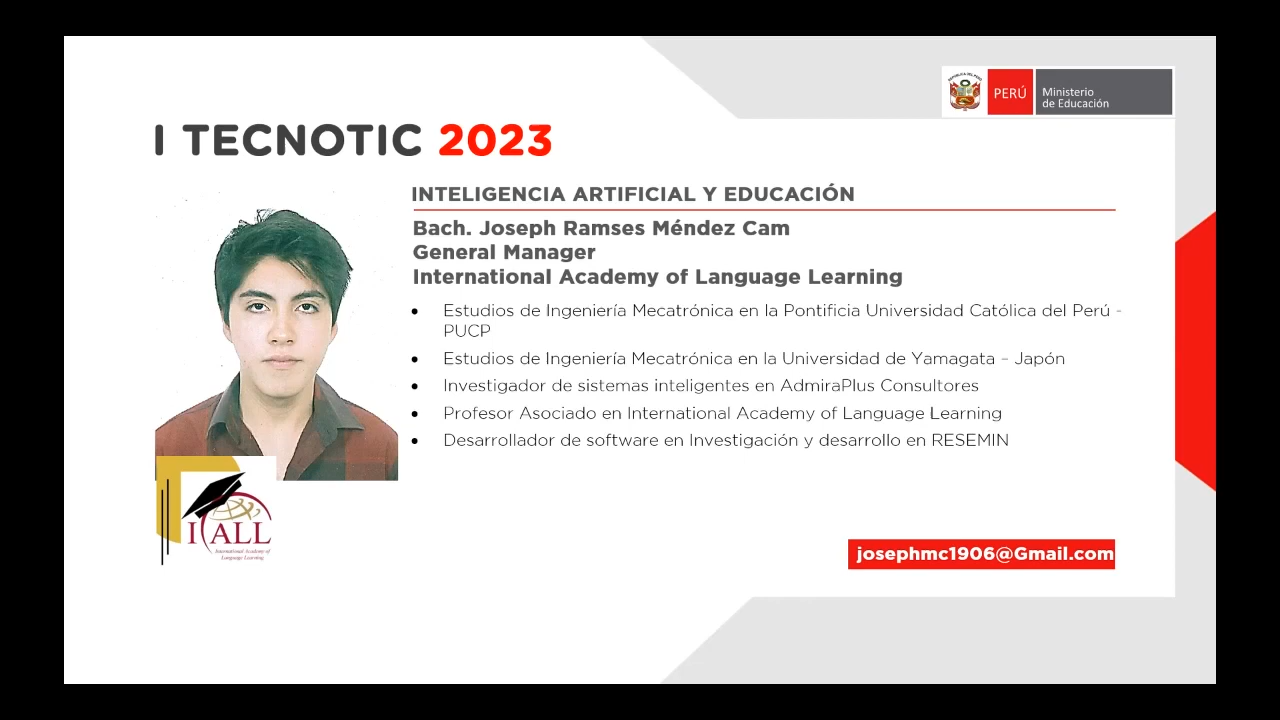 REPÚBLICA DEL PERÚ
PERÚ
Ministerio
de Educación
I TECNOTIC 2023
INTELIGENCIA ARTIFICIAL Y EDUCACIÓN
Bach. Joseph Ramses Méndez Cam
General Manager
International Academy of Language Learning
• Estudios de Ingeniería Mecatrónica en la Pontificia Universidad Católica del Perú -
PUCP
• Estudios de Ingeniería Mecatrónica en la Universidad de Yamagata – Japón
• Investigador de sistemas inteligentes en AdmiraPlus Consultores
• Profesor Asociado en International Academy of Language Learning
• Desarrollador de software en Investigación y desarrollo en RESEMIN
IALL
International Academy of
Language Learning
josephmc1906@Gmail.com